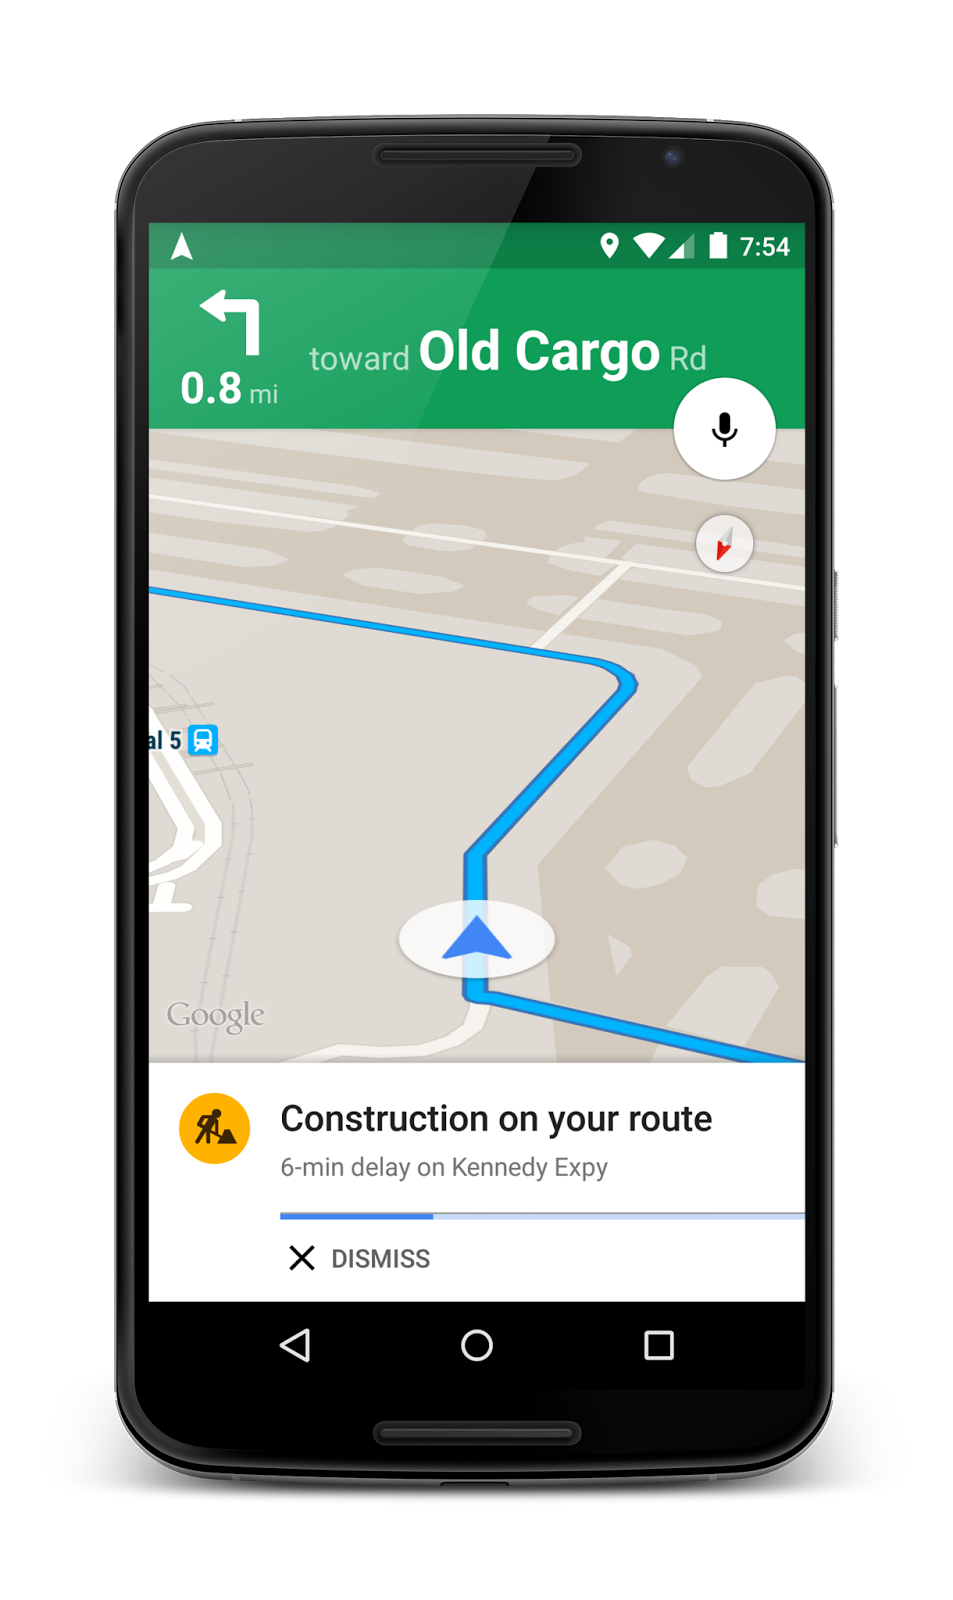 7:54
toward Old Cargo Rd
0.8 mi
al 5
Google
Construction on your route
6-min delay on Kennedy Expy
DISMISS